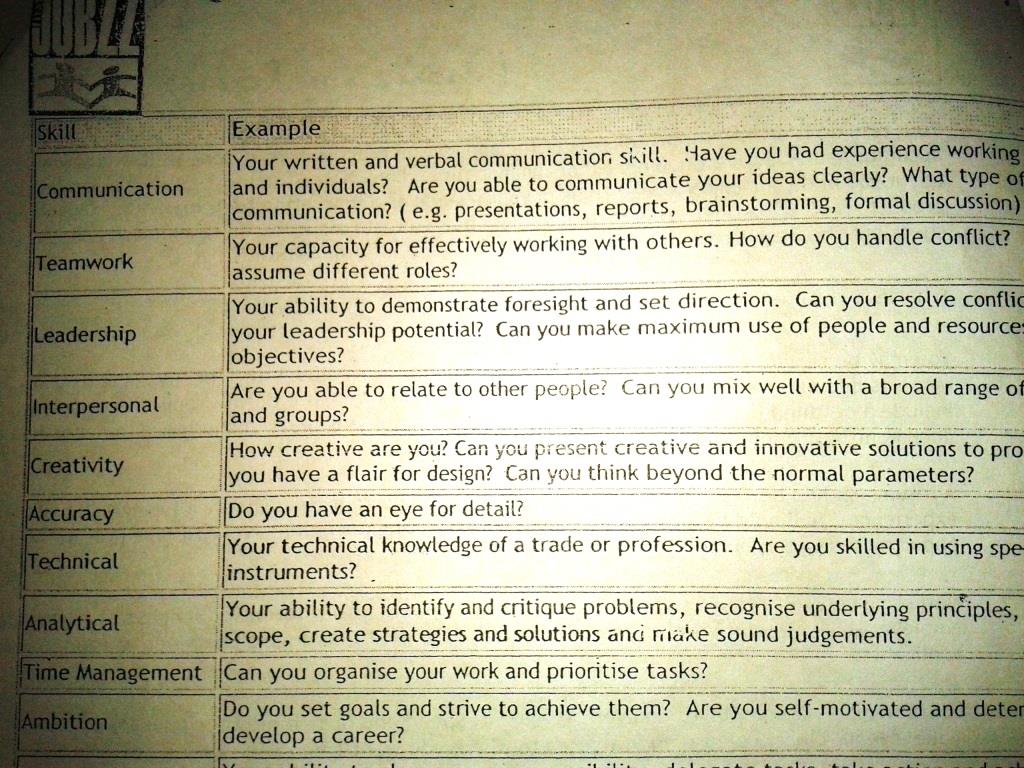 Skill Example
Communication
Your written and verbal communication skill. Have you had experience working
and individuals? Are you able to communicate your ideas clearly? What type of
communication? ( e.g. presentations, reports, brainstorming, formal discussion)
Teamwork
Your capacity for effectively working with others. How do you handle conflict?
assume different roles?
Leadership
Your ability to demonstrate foresight and set direction. Can you resolve
your leadership potential? Can you make maximum use of people and
objectives?
Interpersonal
Are you able to relate to other people? Can you mix well with a broad range of
and groups?
Creativity
How creative are you? Can you present creative and innovative solutions to
you have a flair for design? Can you think beyond the normal parameters?
Accuracy
Do you have an eye for detail?
Technical
Your technical knowledge of a trade or profession. Are you skilled in using
instruments?
Analytical
Your ability to identify and critique problems, recognise underlying principles,
scope, create strategies and solutions and make sound judgements.
Time Management
Can you organise your work and prioritise tasks?
Ambition
Do you set goals and strive to achieve them? Are you self-motivated and
develop a career?